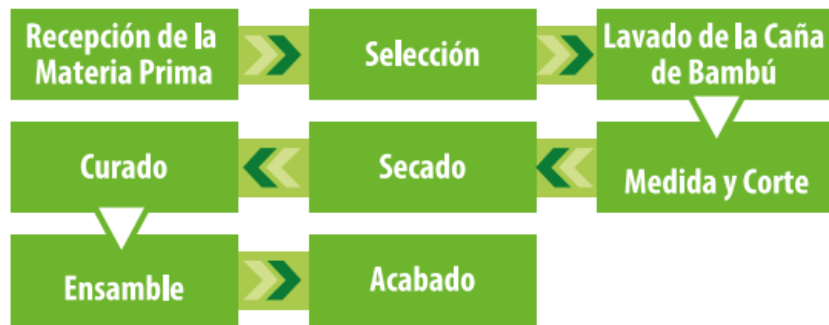 Recepción de la
Materia Prima
Selección
Lavado de la Caña
de Bambú
Medida y Corte
Secado
Curado
Ensamble
Acabado